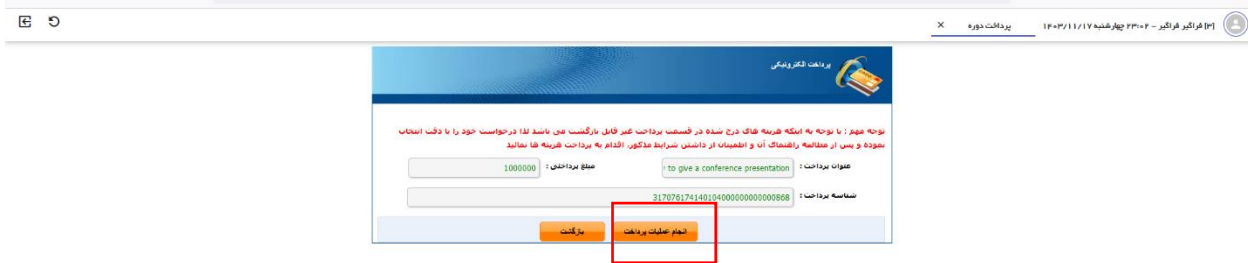 [۳] فراگیر فراگیر – ۲۳:۰۲ چهارشنبه ۱۴۰۳/۱۱/۱۷
پرداخت دوره ×
پرداخت الکترونیکی
توجه مهم : با توجه به اینکه هزینه های درج شده در قسمت پرداخت غیر قابل بازگشت می باشد لذا درخواست خود را با دقت انتخاب
نموده و پس از مطالعه راهنمای آن و اطمینان از داشتن شرایط مذکور، اقدام به پرداخت هزینه ها نمائید
عنوان پرداخت : to give a conference presentation مبلغ پرداختی : 1000000
شناسه پرداخت :
انجام عملیات پرداخت بازگشت